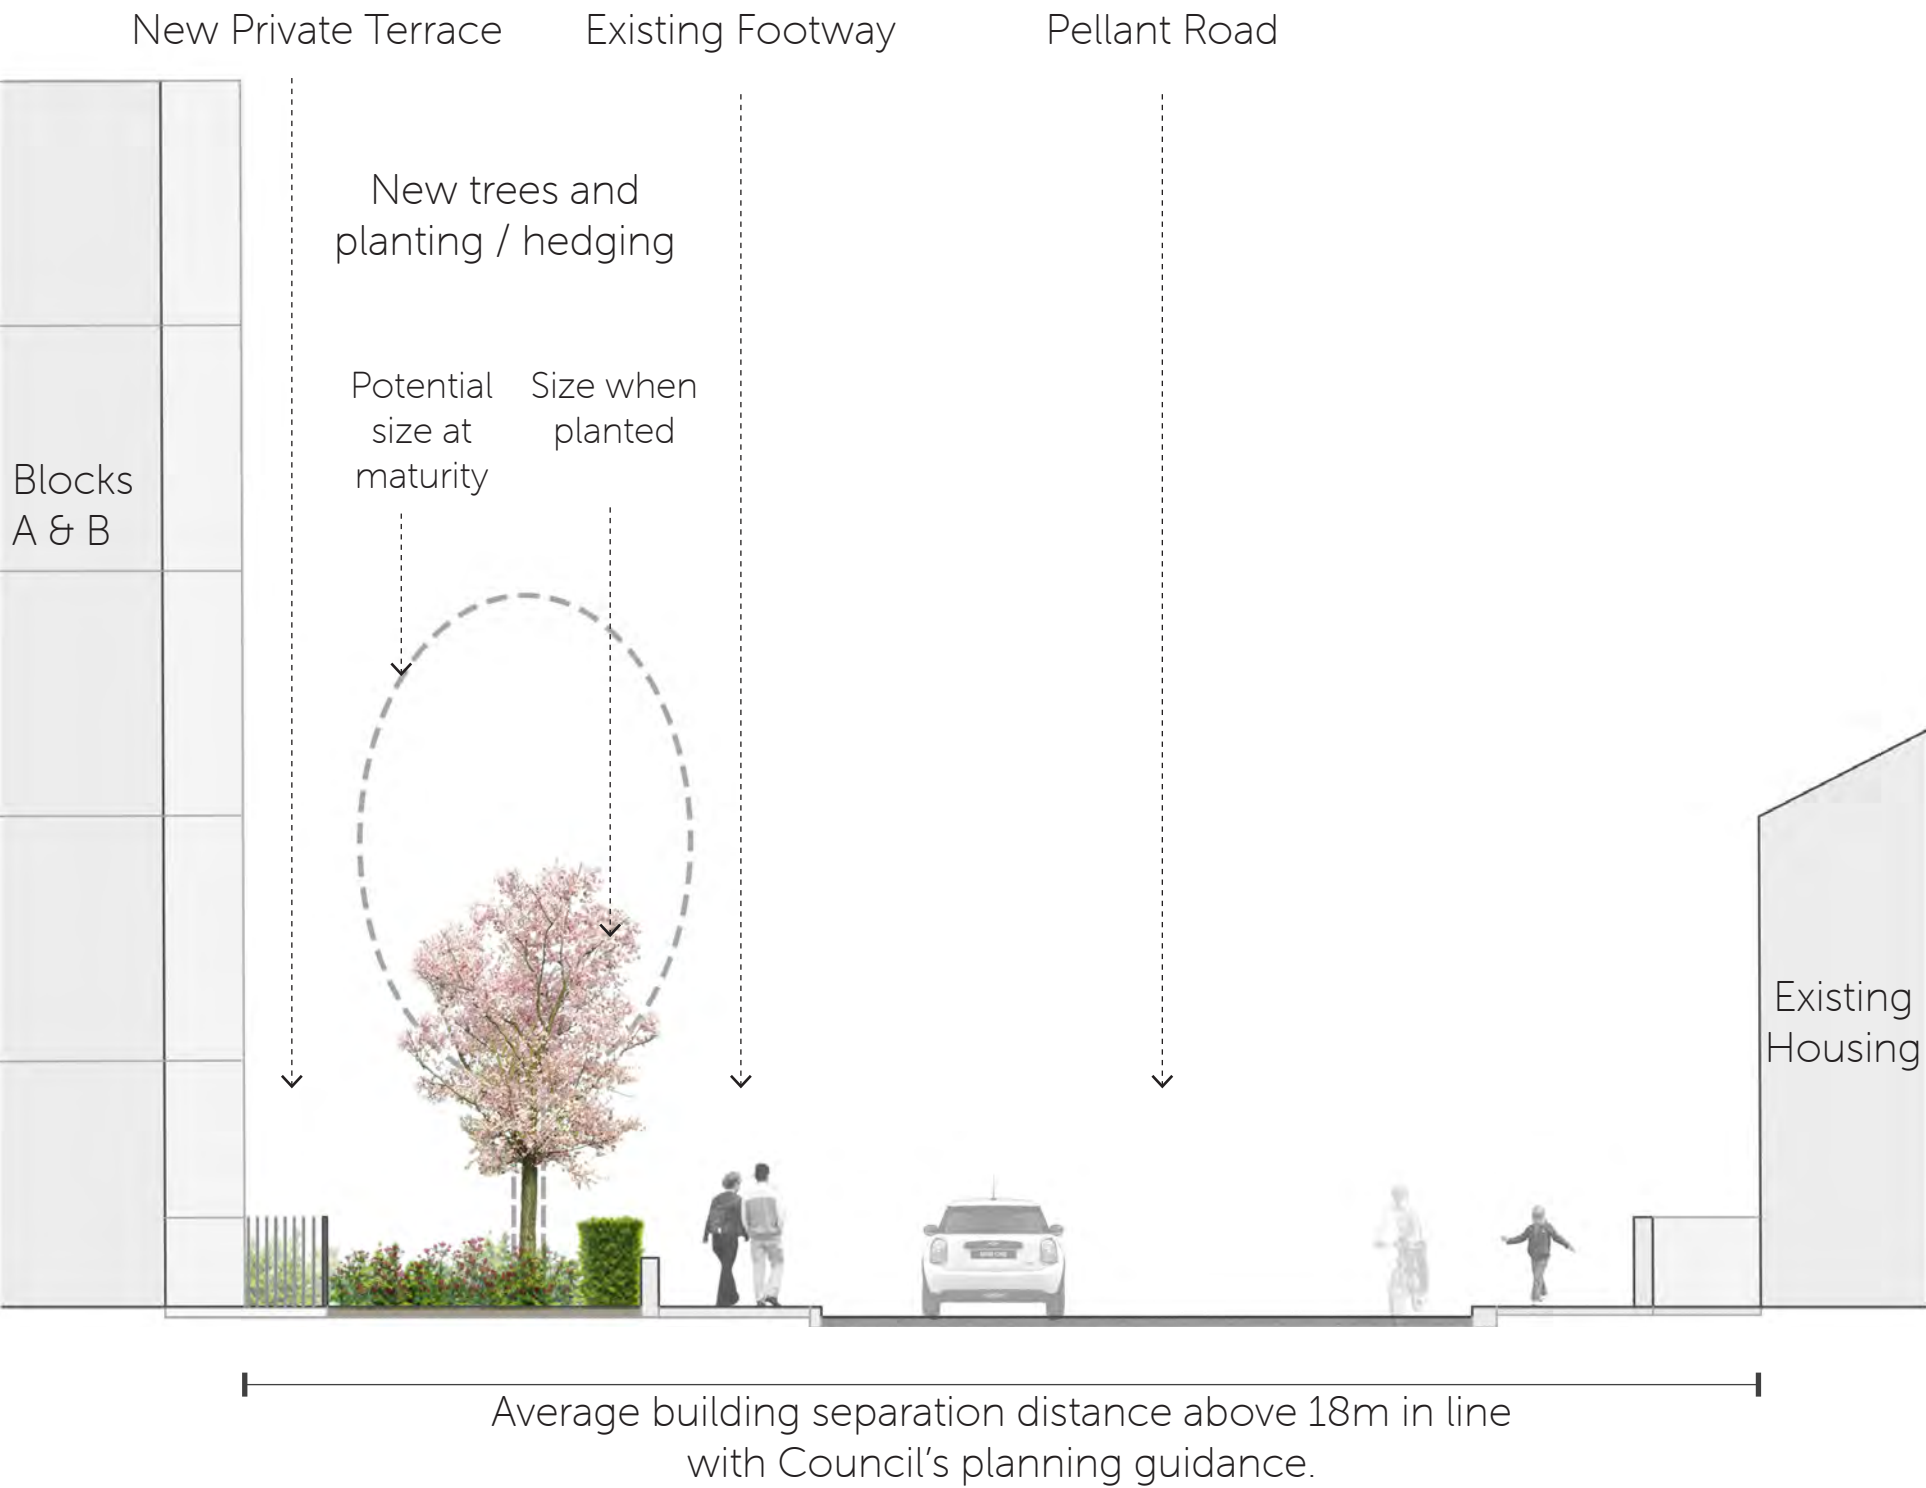 New Private Terrace
Existing Footway
Pellant Road
New trees and
planting / hedging
Potential
size at
maturity
Size when
planted
Blocks
A & B
Existing
Housing
Average building separation distance above 18m in line
with Council's planning guidance.